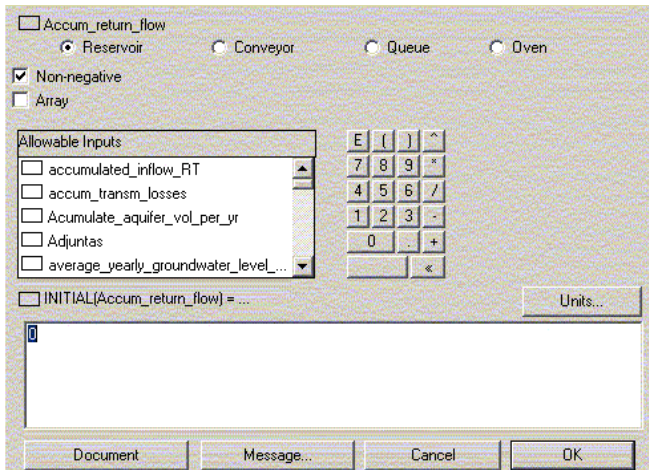 Accum_return_flow
Reservoir Conveyor Queue Oven
Non-negative
Array
Allowable Inputs
accumulated_inflow_RT
accum_transm_losses
Acumulate_aquifer_vol_per_yr
Adjuntas
average_yearly_groundwater_level_...
E ( ) ^
7 8 9 *
4 5 6 /
1 2 3 -
0 . +
«
INITIAL(Accum_return_flow) = ...
Units...
0
Document Message... Cancel OK